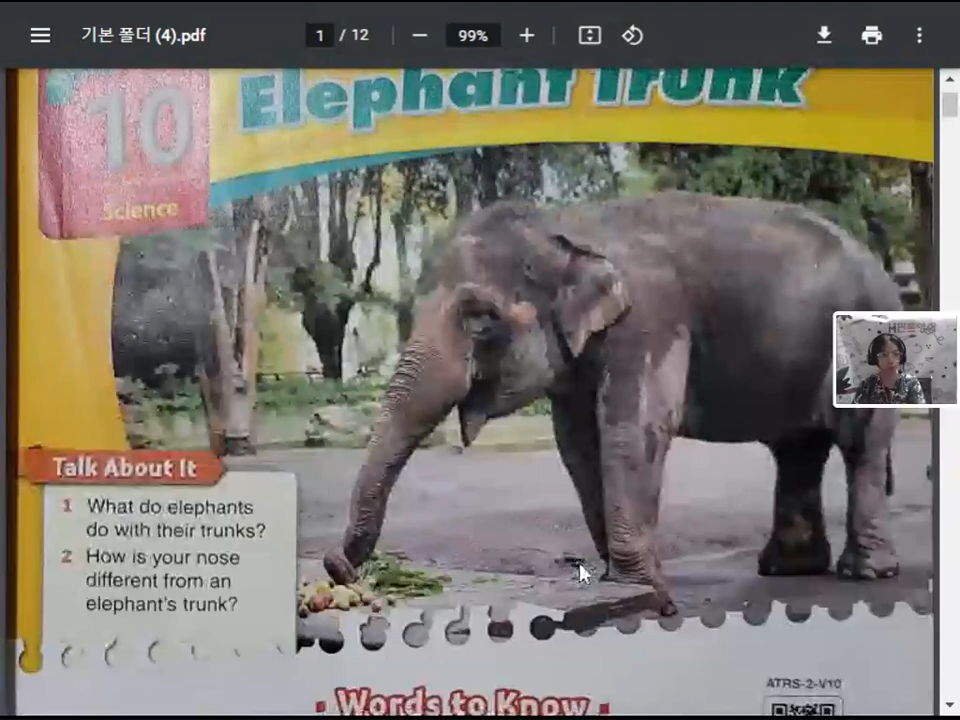 기본 폴더 (4).pdf
1 / 12
99%
10
Science
Elephant Trunk
Talk About It
1 What do elephants
do with their trunks?
2 How is your nose
different from an
elephant's trunk?
ATRS-2-V10
Words to Know